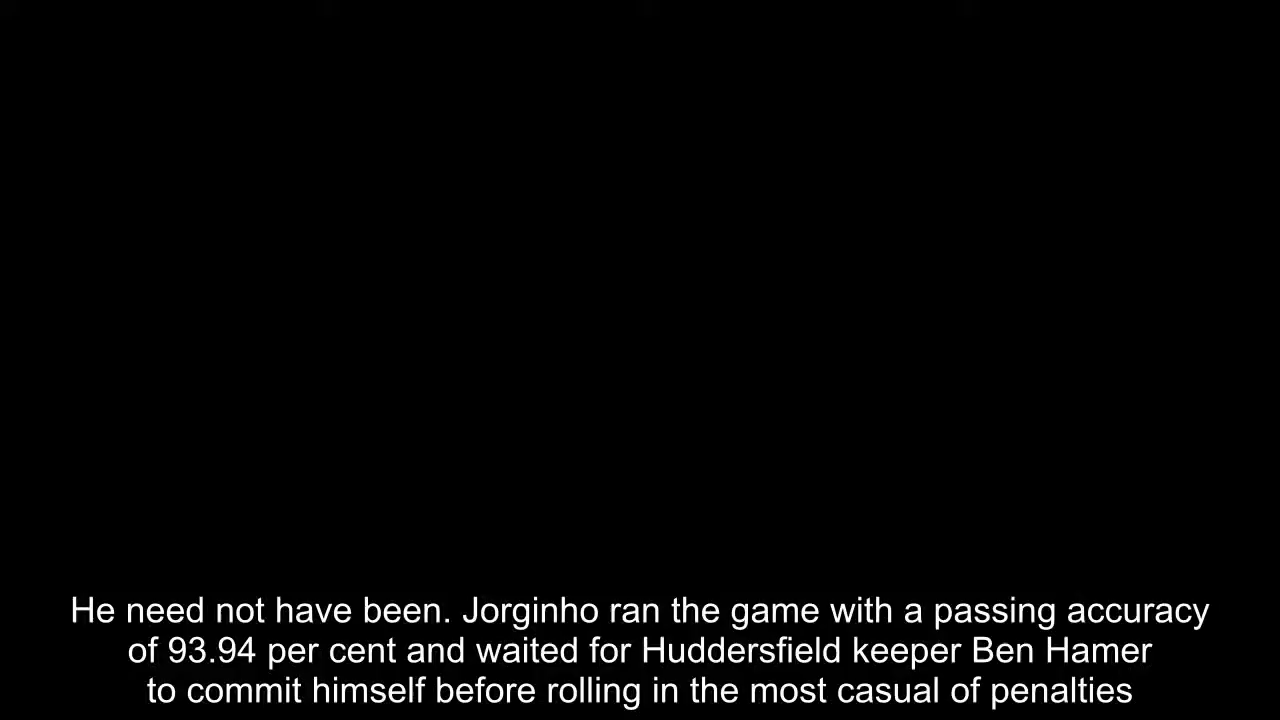 He need not have been. Jorginho ran the game with a passing accuracy
of 93.94 per cent and waited for Huddersfield keeper Ben Hamer
to commit himself before rolling in the most casual of penalties